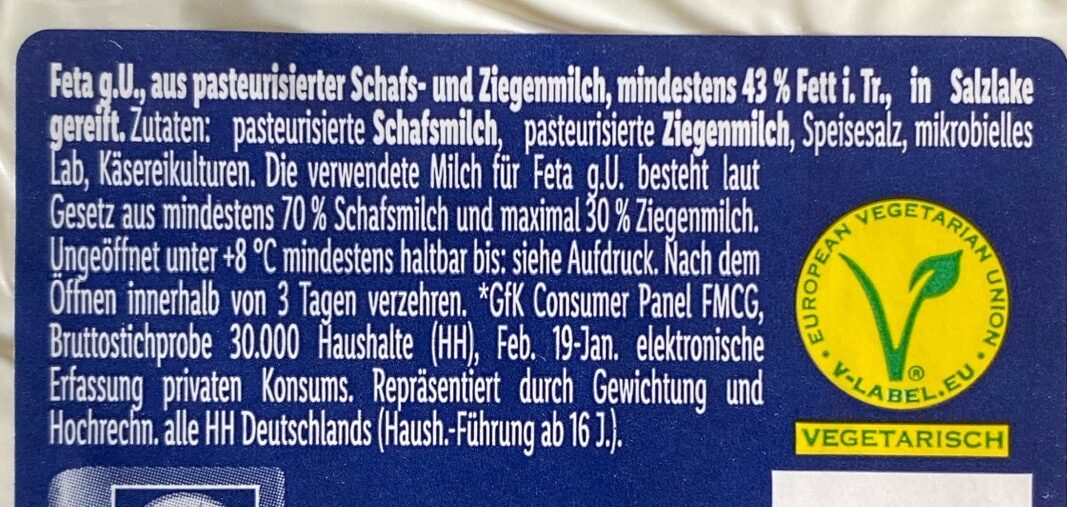 Feta g.U., aus pasteurisierter Schafs- und Ziegenmilch, mindestens 43 % Fett i. Tr., in Salzlake
gereift. Zutaten: pasteurisierte Schafsmilch, pasteurisierte Ziegenmilch, Speisesalz, mikrobielles
Lab, Käsereikulturen. Die verwendete Milch für Feta g.U. besteht laut
Gesetz aus mindestens 70 % Schafsmilch und maximal 30 % Ziegenmilch.
Ungeöffnet unter +8 °C mindestens haltbar bis: siehe Aufdruck. Nach dem
Öffnen innerhalb von 3 Tagen verzehren. *GfK Consumer Panel FMCG,
Bruttostichprobe 30.000 Haushalte (HH), Feb. 19-Jan. elektronische
Erfassung privaten Konsums. Repräsentiert durch Gewichtung und
Hochrechn. alle HH Deutschlands (Haush.-Führung ab 16 J.).
EUROPEAN VEGETARIAN UNION
V-LABEL.EU
®
VEGETARISCH